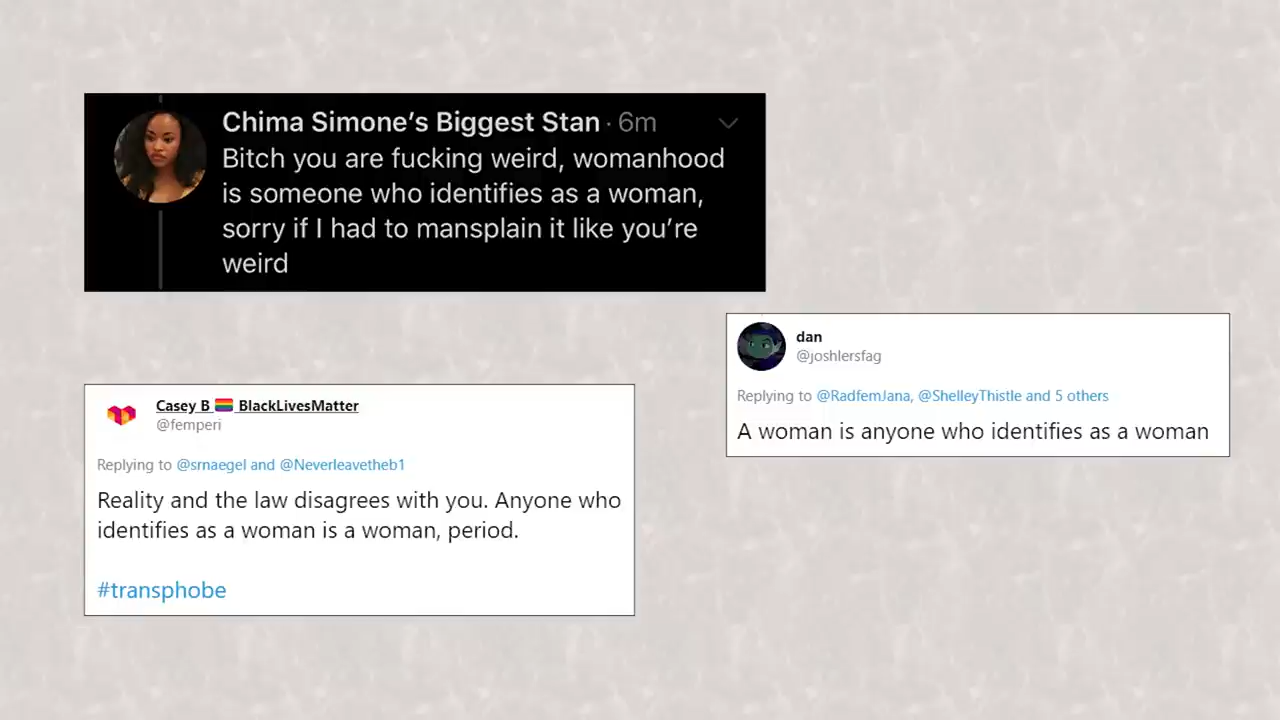 Chima Simone's Biggest Stan · 6m
Bitch you are fucking weird, womanhood
is someone who identifies as a woman,
sorry if I had to mansplain it like you're
weird
dan
@joshlersfag
Replying to @RadfemJana, @ShelleyThistle and 5 others
A woman is anyone who identifies as a woman
Casey B 🏳️‍🌈 BlackLivesMatter
@femperi
Replying to @srnaegel and @Neverleavetheb1
Reality and the law disagrees with you. Anyone who
identifies as a woman is a woman, period.
#transphobe